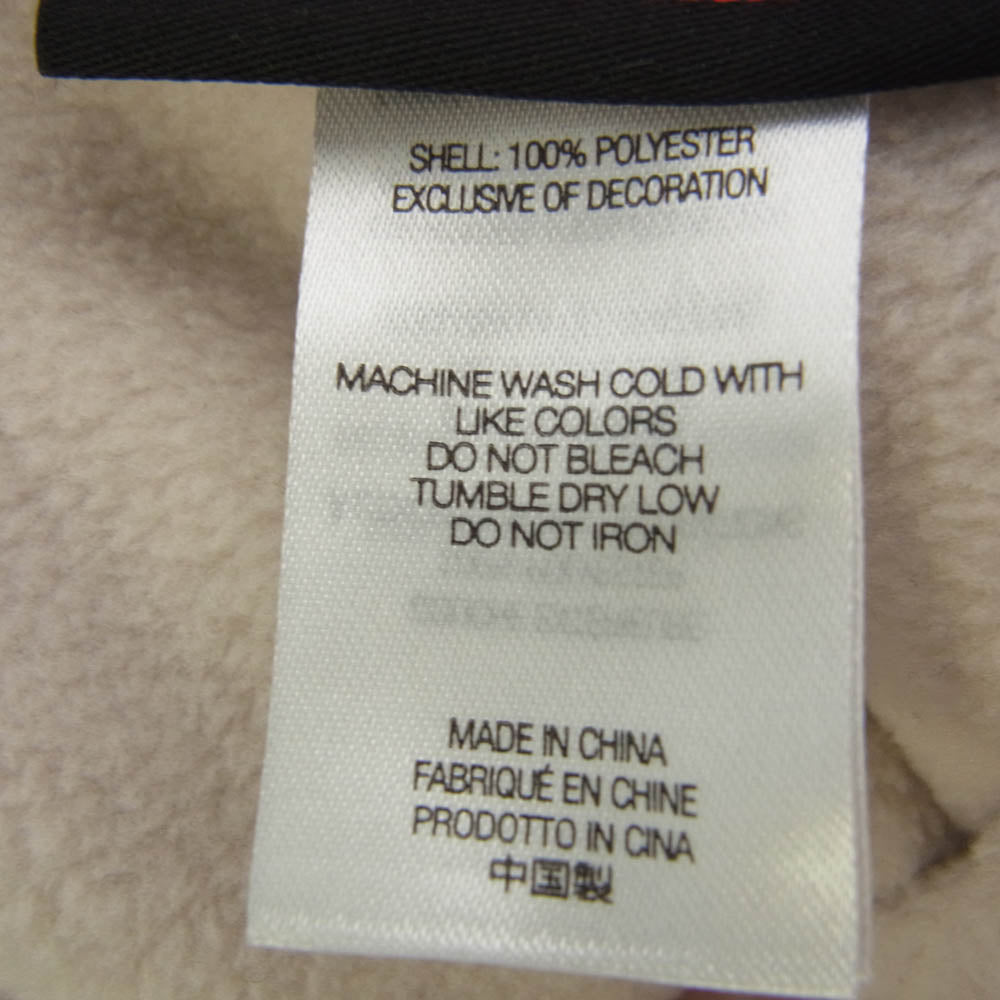 SHELL: 100% POLYESTER
EXCLUSIVE OF DECORATION
MACHINE WASH COLD WITH
LIKE COLORS
DO NOT BLEACH
TUMBLE DRY LOW
DO NOT IRON
MADE IN CHINA
FABRIQUÉ EN CHINE
PRODOTTO IN CINA
中国製